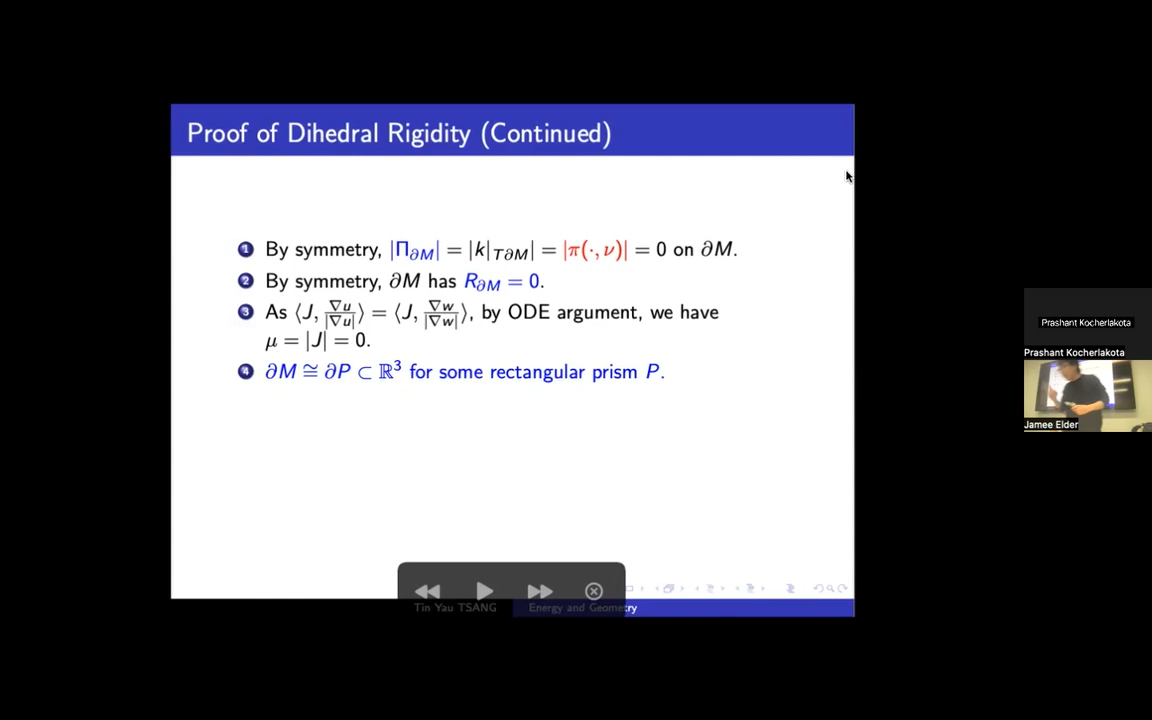 Proof of Dihedral Rigidity (Continued)
1 By symmetry, |Π∂M| = |k|T∂M| = |π(·, ν)| = 0 on ∂M.
2 By symmetry, ∂M has R∂M = 0.
3 As ⟨J, ∇u/|∇u|⟩ = ⟨J, ∇w/|∇w|⟩, by ODE argument, we have
μ = |J| = 0.
4 ∂M ≅ ∂P ⊂ ℝ³ for some rectangular prism P.
Tin Yau TSANG
Energy and Geometry
Prashant Kocherlakota
Prashant Kocherlakota
Jamee Elder